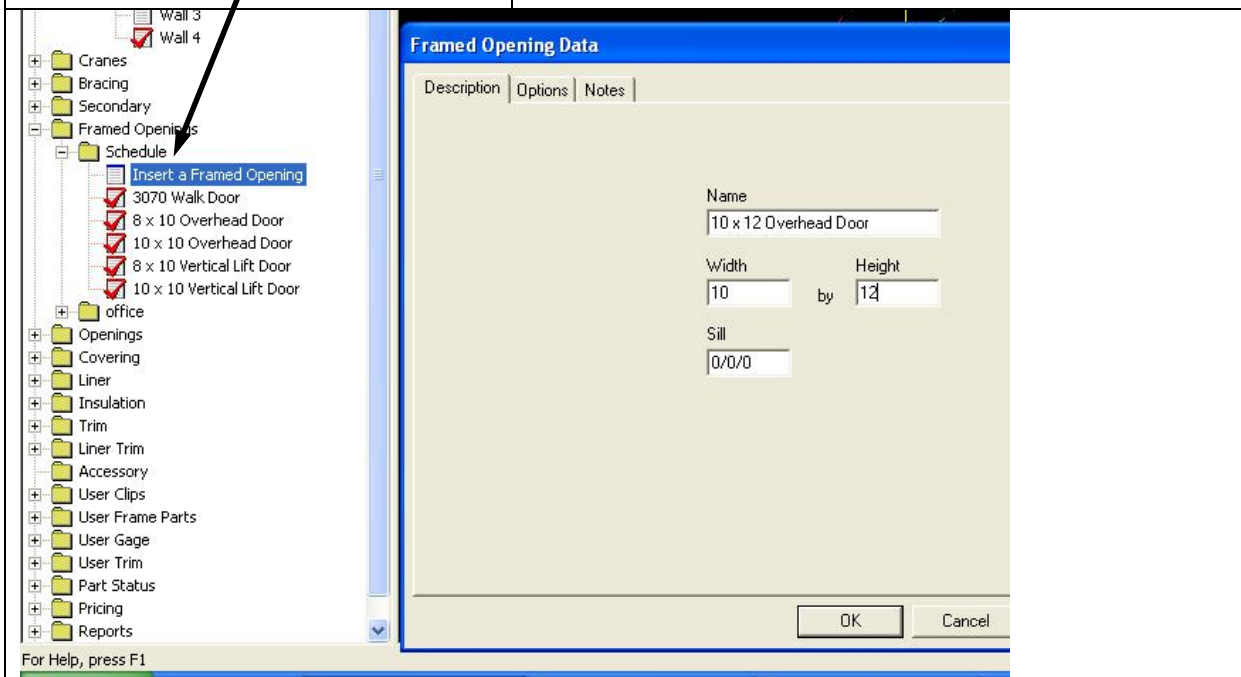 Wall 3
Wall 4
Cranes
Bracing
Secondary
Framed Openings
Schedule
Insert a Framed Opening
3070 Walk Door
8 x 10 Overhead Door
10 x 10 Overhead Door
8 x 10 Vertical Lift Door
10 x 10 Vertical Lift Door
office
Openings
Covering
Liner
Insulation
Trim
Liner Trim
Accessory
User Clips
User Frame Parts
User Gage
User Trim
Part Status
Pricing
Reports
For Help, press F1
Framed Opening Data
Description Options Notes
Name
10 x 12 Overhead Door
Width Height
10 by 12
Sill
0/0/0
OK Cancel